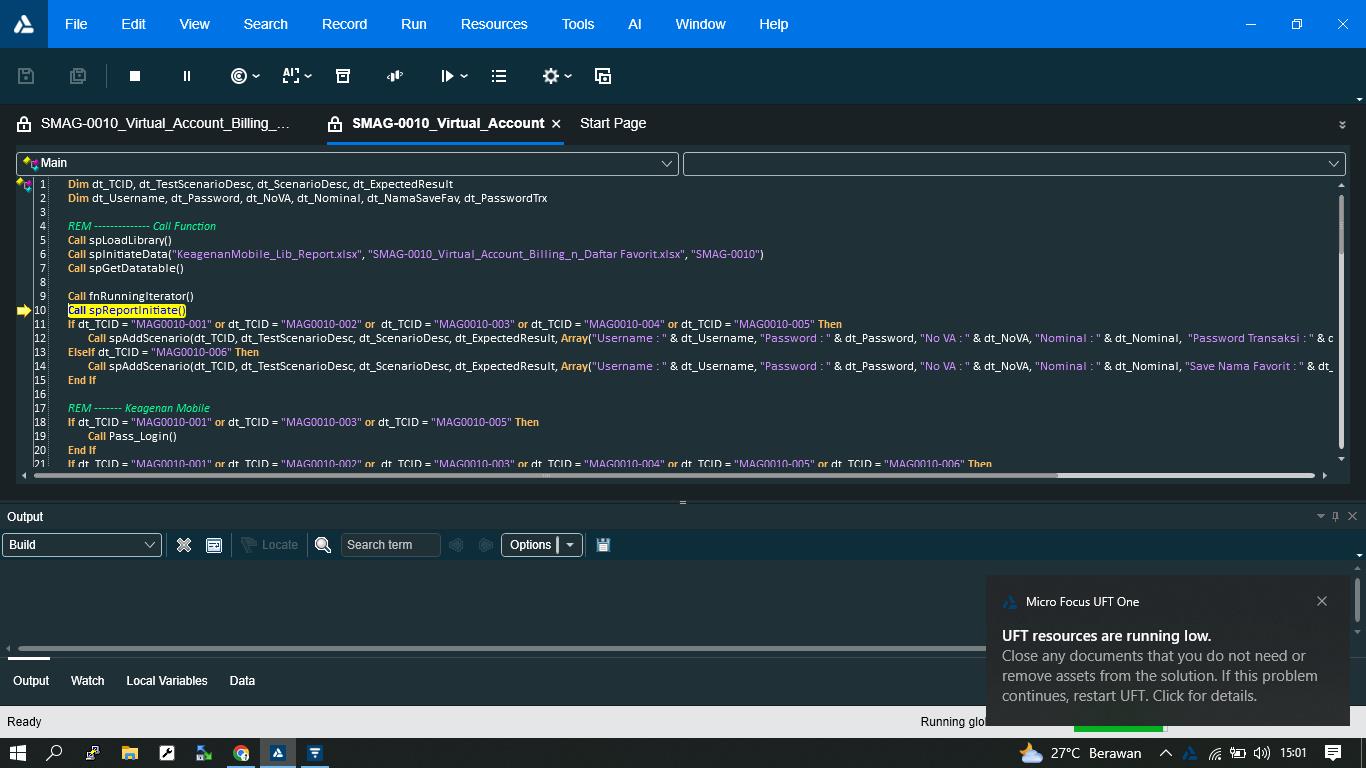 File Edit View Search Record Run Resources Tools AI Window Help
SMAG-0010_Virtual_Account_Billing_... SMAG-0010_Virtual_Account Start Page
Main
1 Dim dt_TCID, dt_TestScenarioDesc, dt_ScenarioDesc, dt_ExpectedResult
2 Dim dt_Username, dt_Password, dt_NoVA, dt_Nominal, dt_NamaSaveFav, dt_PasswordTrx
3
4 REM -------------- Call Function
5 Call spLoadLibrary()
6 Call spInitiateData("KeagenanMobile_Lib_Report.xlsx", "SMAG-0010_Virtual_Account_Billing_n_Daftar Favorit.xlsx", "SMAG-0010")
7 Call spGetDatatable()
8
9 Call fnRunningIterator()
10 Call spReportInitiate()
11 If dt_TCID = "MAG0010-001" or dt_TCID = "MAG0010-002" or dt_TCID = "MAG0010-003" or dt_TCID = "MAG0010-004" or dt_TCID = "MAG0010-005" Then
12 Call spAddScenario(dt_TCID, dt_TestScenarioDesc, dt_ScenarioDesc, dt_ExpectedResult, Array("Username : " & dt_Username, "Password : " & dt_Password, "No VA : " & dt_NoVA, "Nominal : " & dt_Nominal, "Password Transaksi : " & d
13 ElseIf dt_TCID = "MAG0010-006" Then
14 Call spAddScenario(dt_TCID, dt_TestScenarioDesc, dt_ScenarioDesc, dt_ExpectedResult, Array("Username : " & dt_Username, "Password : " & dt_Password, "No VA : " & dt_NoVA, "Nominal : " & dt_Nominal, "Save Nama Favorit : " & dt_
15 End If
16
17 REM ------- Keagenan Mobile
18 If dt_TCID = "MAG0010-001" or dt_TCID = "MAG0010-003" or dt_TCID = "MAG0010-005" Then
19 Call Pass_Login()
20 End If
21 If dt_TCID = "MAG0010-001" or dt_TCID = "MAG0010-002" or dt_TCID = "MAG0010-003" or dt_TCID = "MAG0010-004" or dt_TCID = "MAG0010-005" or dt_TCID = "MAG0010-006" Then
Output
Build Locate Search term Options
Micro Focus UFT One
UFT resources are running low.
Close any documents that you do not need or
remove assets from the solution. If this problem
continues, restart UFT. Click for details.
Output Watch Local Variables Data
Ready Running glo
27°C Berawan 15:01